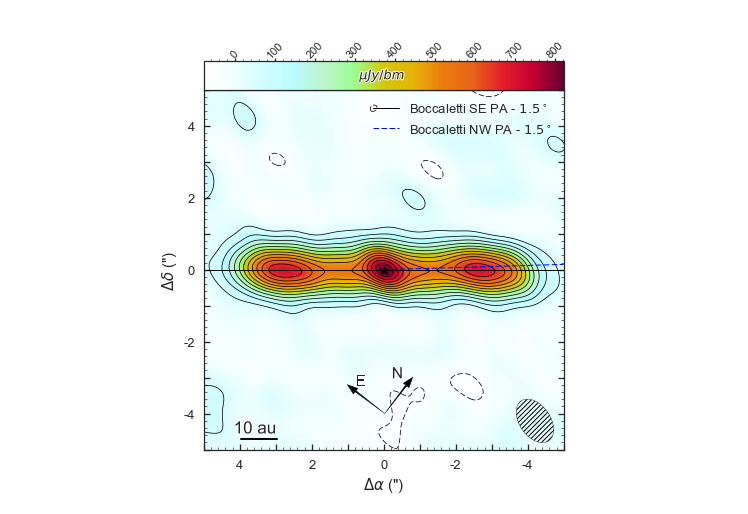 0 100 200 300 400 500 600 700 800
μJy/bm
Boccaletti SE PA - 1.5°
Boccaletti NW PA - 1.5°
4
2
0
-2
-4
Δδ (")
E N
10 au
4 2 0 -2 -4
Δα (")